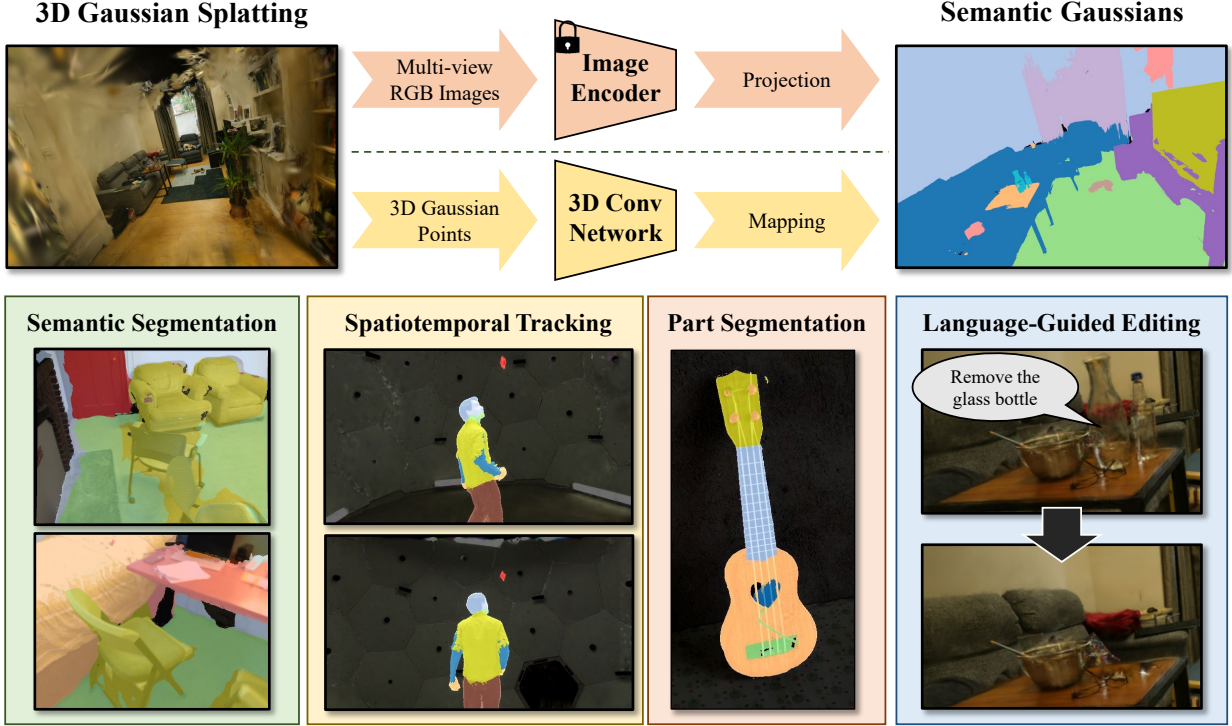 3D Gaussian Splatting
Multi-view
RGB Images
Image
Encoder
Projection
Semantic Gaussians
3D Gaussian
Points
3D Conv
Network
Mapping
Semantic Segmentation
Spatiotemporal Tracking
Part Segmentation
Language-Guided Editing
Remove the
glass bottle